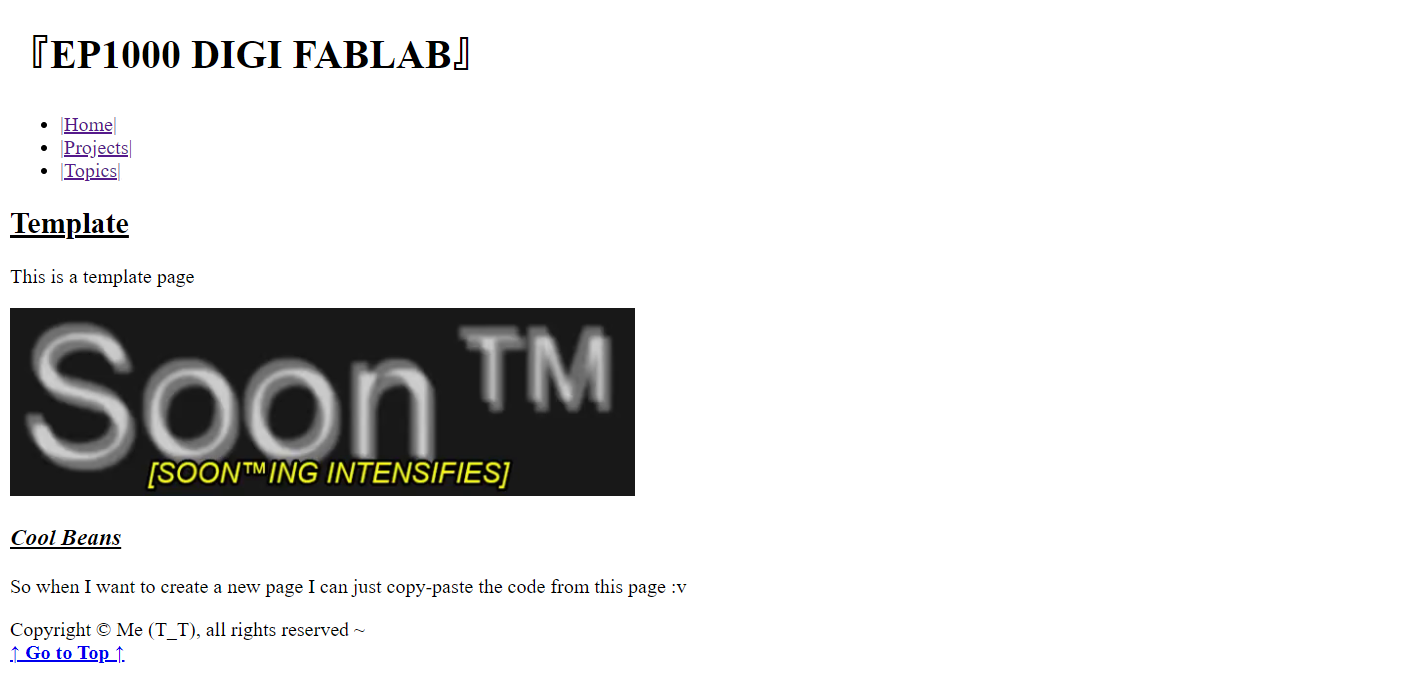 『EP1000 DIGI FABLAB』
|Home|
|Projects|
|Topics|
Template
This is a template page
Soon™
[SOON™ING INTENSIFIES]
Cool Beans
So when I want to create a new page I can just copy-paste the code from this page :v
Copyright © Me (T_T), all rights reserved ~
↑ Go to Top ↑